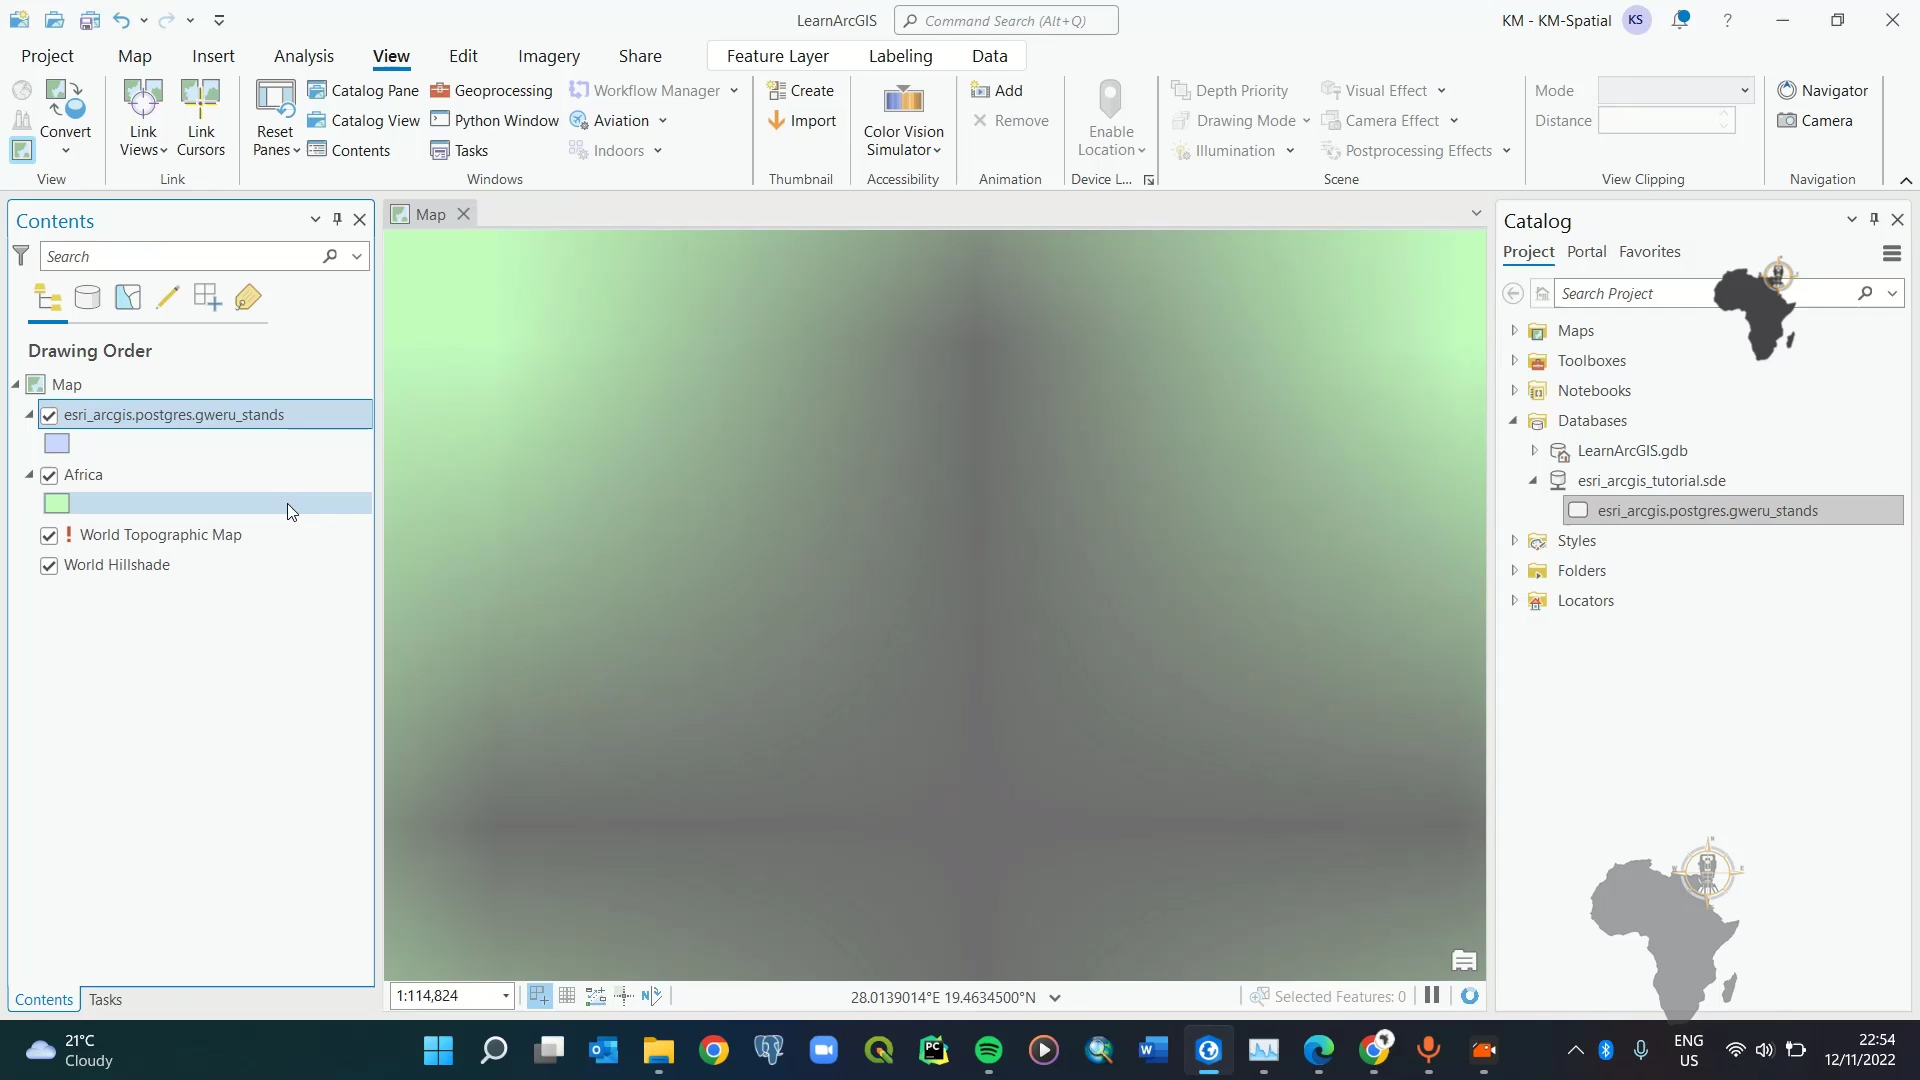 LearnArcGIS
Command Search (Alt+Q)
KM - KM-Spatial
KS
?
Project
Map
Insert
Analysis
View
Edit
Imagery
Share
Feature Layer
Labeling
Data
Convert
View
Link
Views
Link
Cursors
Link
Reset
Panes
Catalog Pane
Catalog View
Contents
Geoprocessing
Python Window
Tasks
Workflow Manager
Aviation
Indoors
Windows
Create
Import
Thumbnail
Color Vision
Simulator
Accessibility
Add
Remove
Animation
Enable
Location
Device L...
Depth Priority
Drawing Mode
Illumination
Visual Effect
Camera Effect
Postprocessing Effects
Scene
Mode
Distance
View Clipping
Navigator
Camera
Navigation
Contents
Search
Drawing Order
Map
esri_arcgis.postgres.gweru_stands
Africa
! World Topographic Map
World Hillshade
Contents
Tasks
Map
1:114,824
28.0139014°E 19.4634500°N
Selected Features: 0
Catalog
Project
Portal
Favorites
Search Project
Maps
Toolboxes
Notebooks
Databases
LearnArcGIS.gdb
esri_arcgis_tutorial.sde
esri_arcgis.postgres.gweru_stands
Styles
Folders
Locators
N
W
E
21°C
Cloudy
PC
W
ENG
US
22:54
12/11/2022